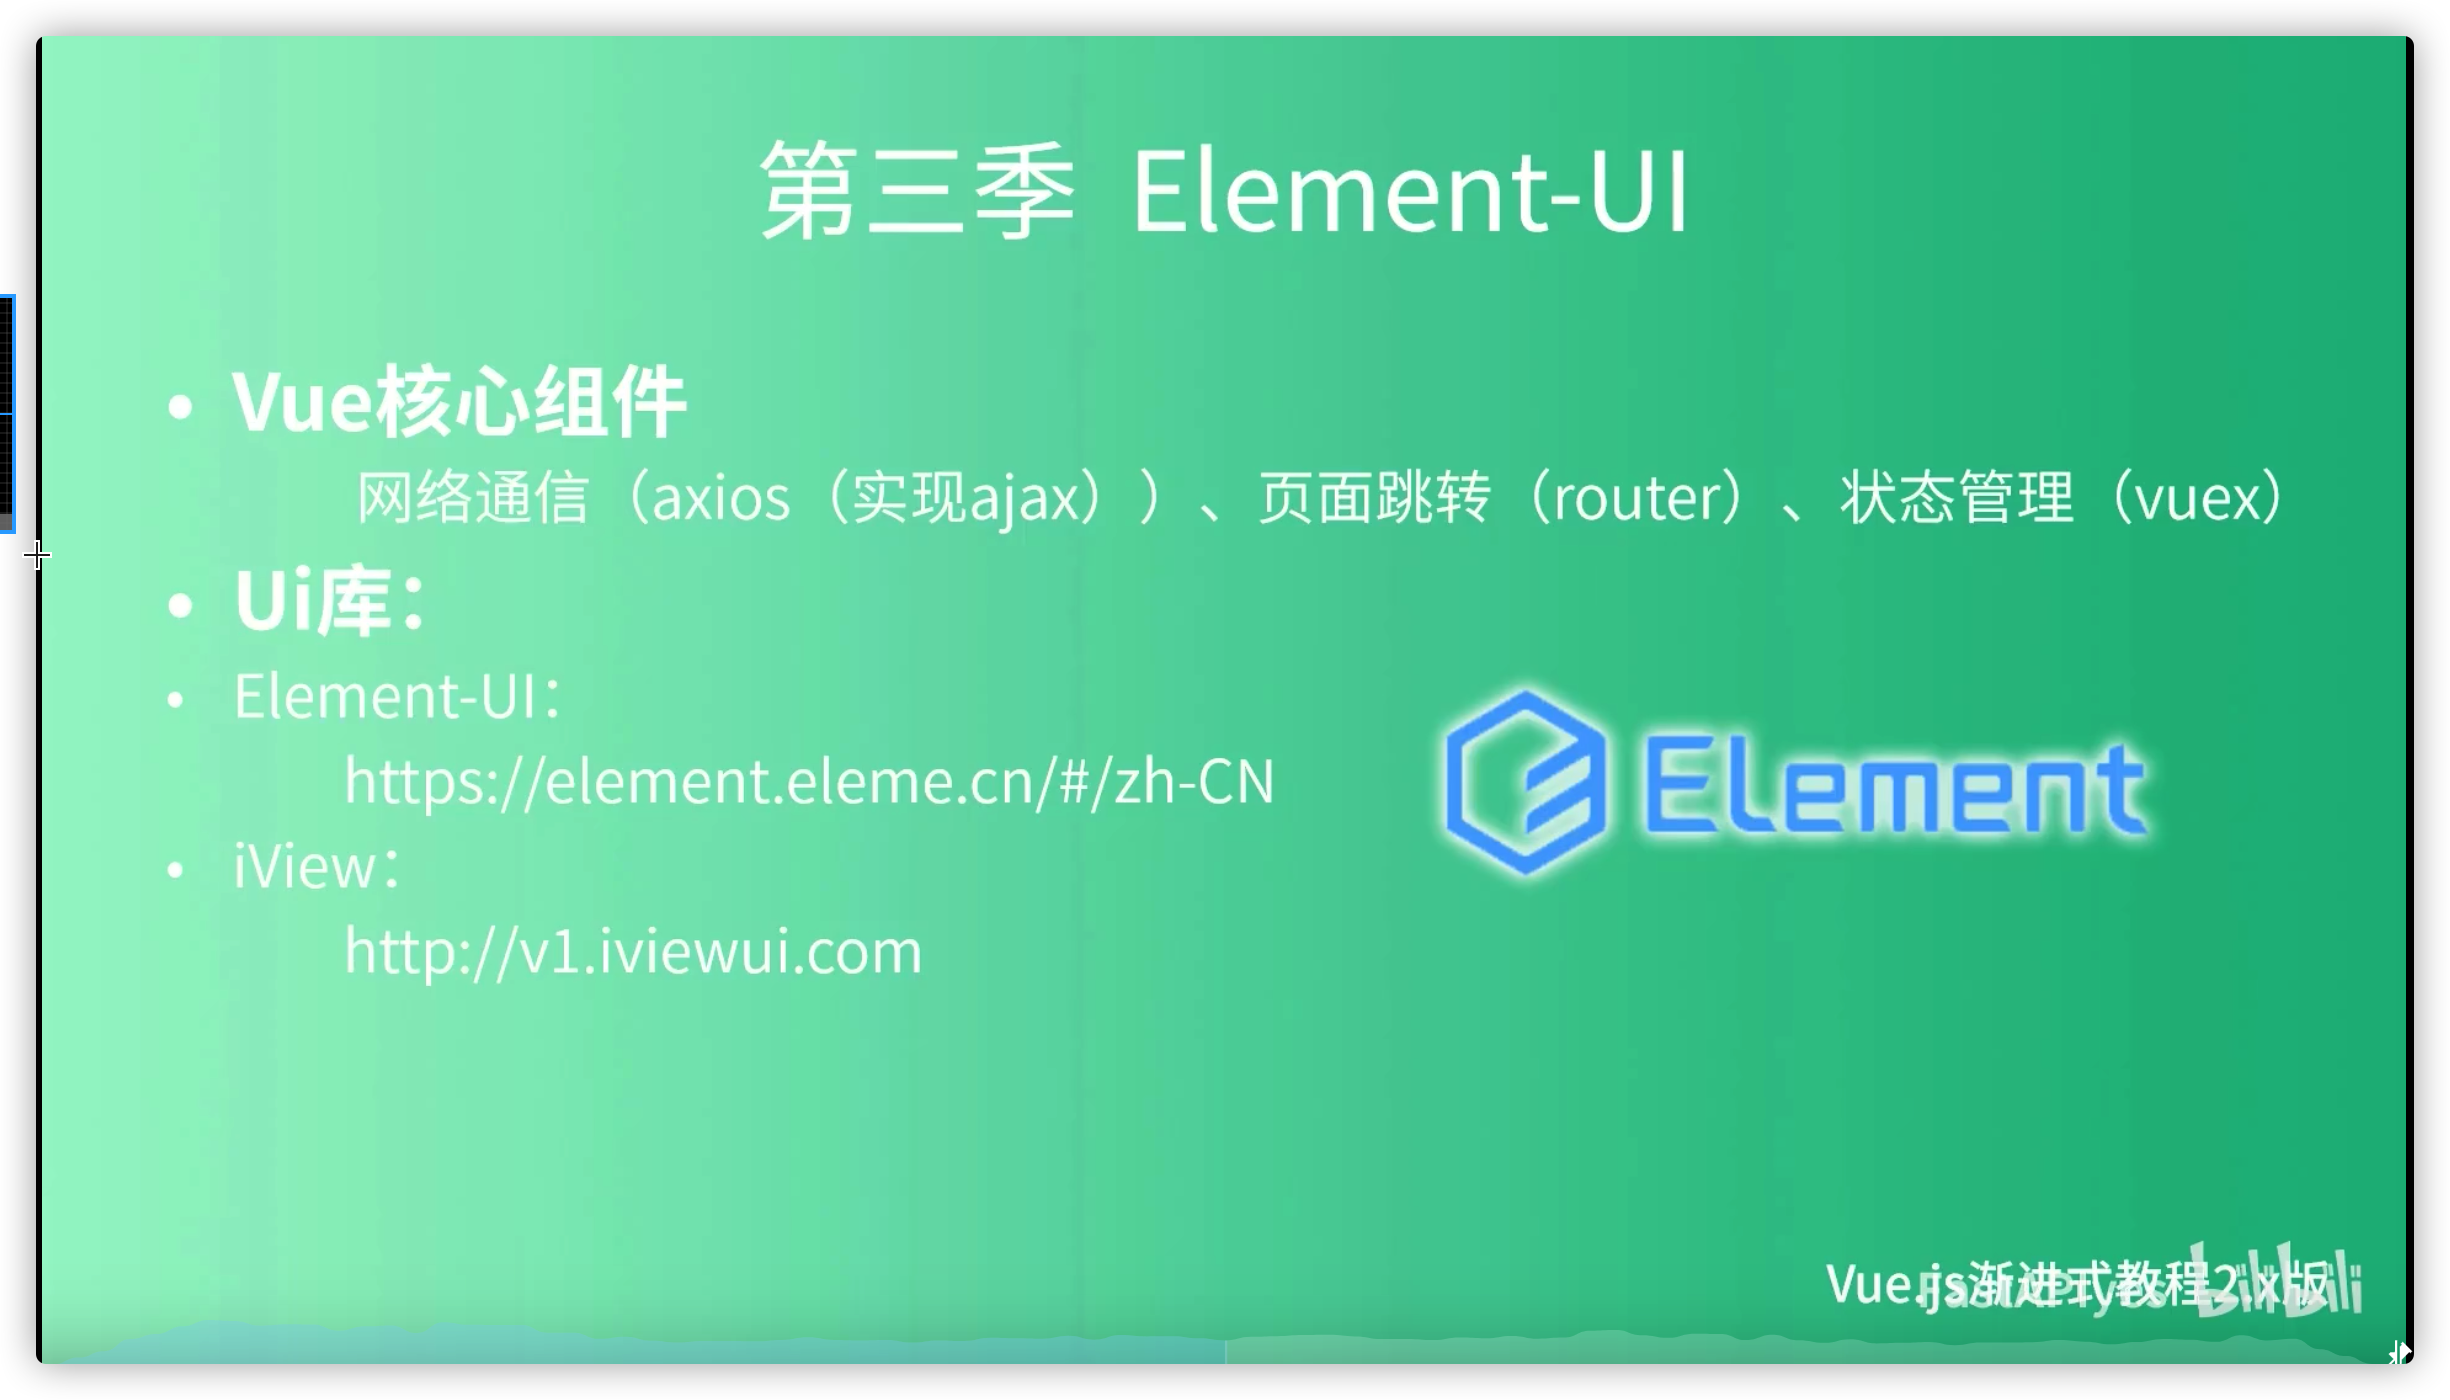 第三季 Element-UI
• Vue核心组件
网络通信（axios（实现ajax））、页面跳转（router）、状态管理（vuex）
• Ui库：
• Element-UI：
https://element.eleme.cn/#/zh-CN
Element
• iView：
http://v1.iviewui.com
Vue.js渐进式教程2.x版
bilibili